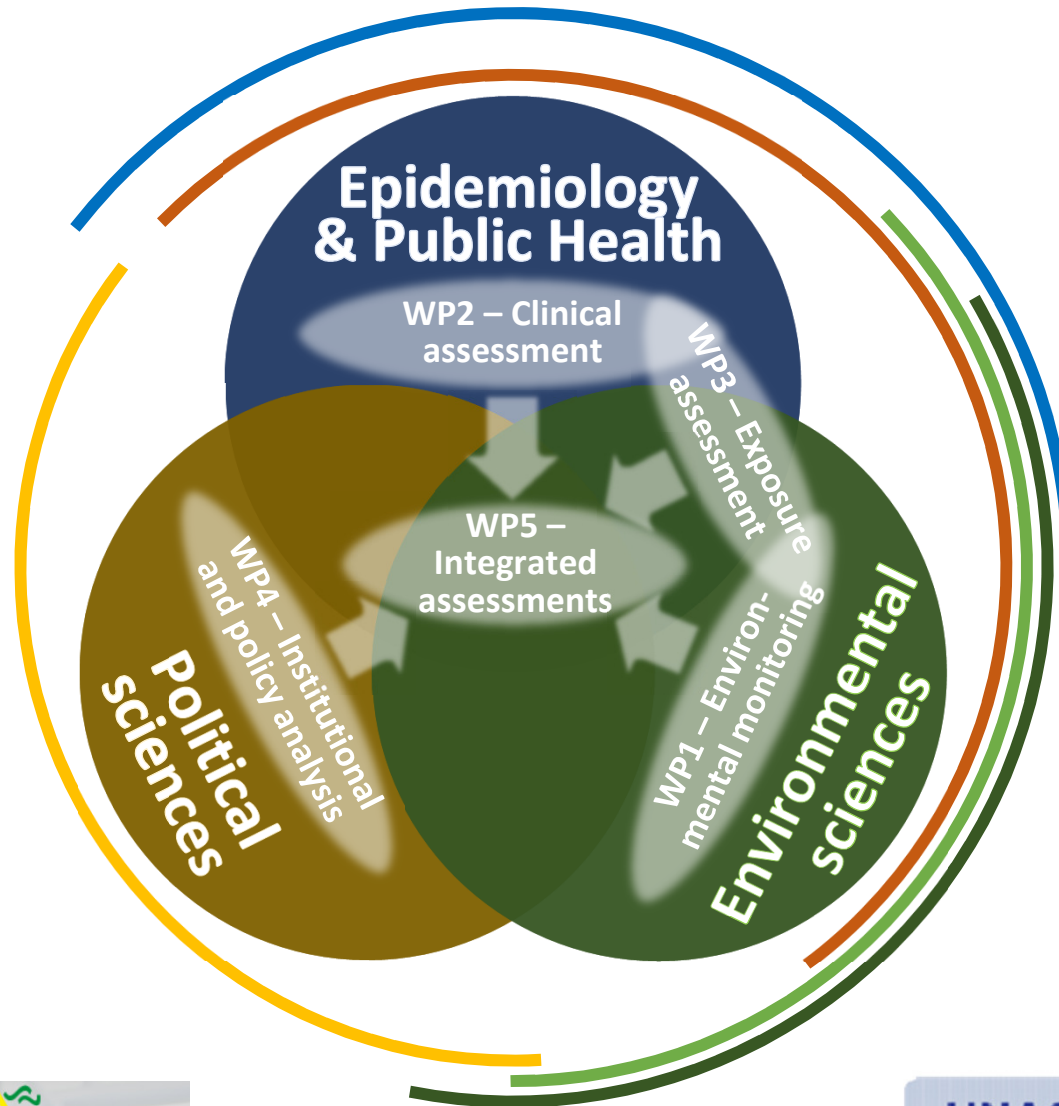 Epidemiology
& Public Health
WP2 – Clinical
assessment
WP3 – Exposure
assessment
WP5 –
Integrated
assessments
WP4 – Institutional
and policy analysis
WP1 – Environ-
mental monitoring
Political
sciences
Environmental
sciences